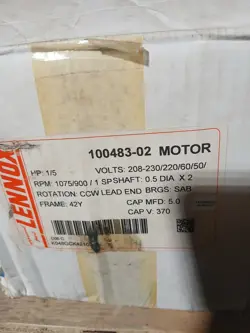 LENNOX
100483-02 MOTOR
HP: 1/5 VOLTS: 208-230/220/60/50/
RPM: 1075/900 / 1 SP SHAFT: 0.5 DIA X 2
ROTATION: CCW LEAD END BRGS: SAB
FRAME: 42Y CAP MFD: 5.0
CAP V: 370